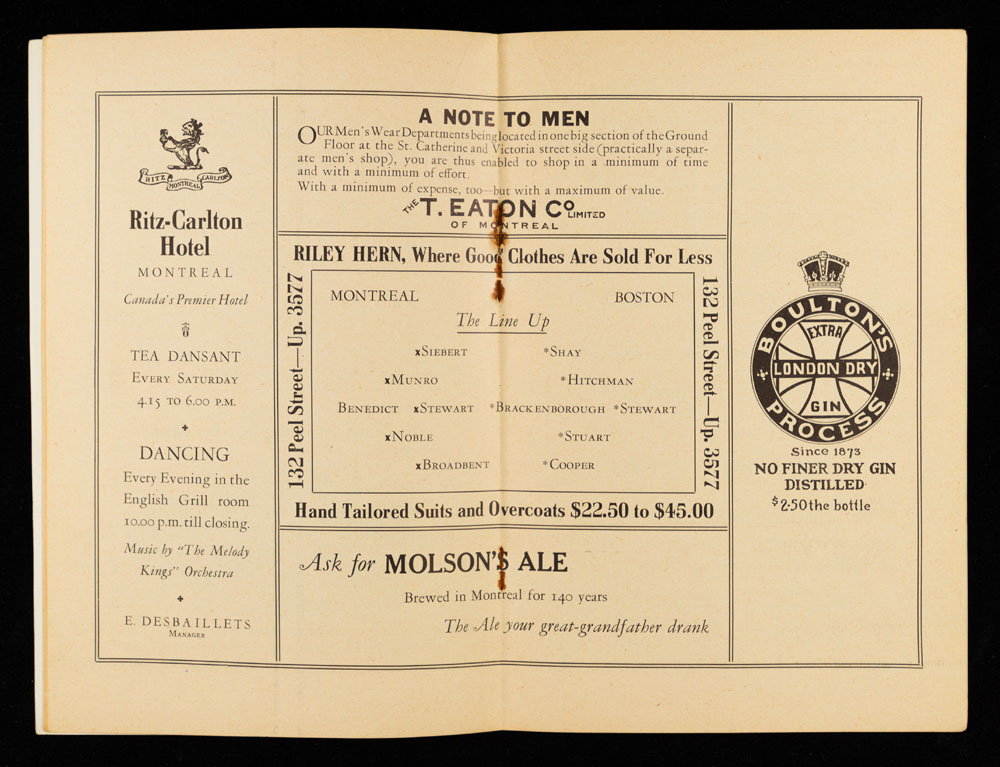 RITZ MONTREAL CARLTON
Ritz-Carlton
Hotel
MONTREAL
Canada's Premier Hotel
TEA DANSANT
EVERY SATURDAY
4.15 TO 6.00 P.M.
DANCING
Every Evening in the
English Grill room
10.00 p.m. till closing.
Music by "The Melody
Kings" Orchestra
E. DESBAILLETS
MANAGER
A NOTE TO MEN
OUR Men's Wear Departments being located in one big section of the Ground
Floor at the St. Catherine and Victoria street side (practically a separ-
ate men's shop), you are thus enabled to shop in a minimum of time
and with a minimum of effort.
With a minimum of expense, too—but with a maximum of value.
THE T. EATON CO LIMITED
OF MONTREAL
RILEY HERN, Where Good Clothes Are Sold For Less
132 Peel Street—Up. 3577
MONTREAL BOSTON
The Line Up
xSIEBERT *SHAY
xMUNRO *HITCHMAN
BENEDICT xSTEWART *BRACKENBOROUGH *STEWART
xNOBLE *STUART
xBROADBENT *COOPER
132 Peel Street—Up. 3577
Hand Tailored Suits and Overcoats $22.50 to $45.00
Ask for MOLSON'S ALE
Brewed in Montreal for 140 years
The Ale your great-grandfather drank
BOULTON'S
EXTRA
LONDON DRY
GIN
PROCESS
Since 1873
NO FINER DRY GIN
DISTILLED
$2.50 the bottle